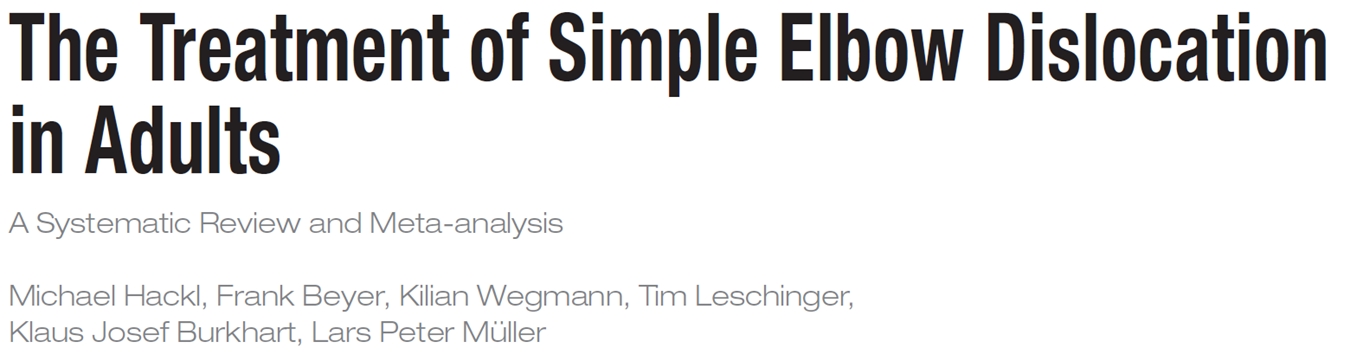 The Treatment of Simple Elbow Dislocation
in Adults
A Systematic Review and Meta-analysis
Michael Hackl, Frank Beyer, Kilian Wegmann, Tim Leschinger,
Klaus Josef Burkhart, Lars Peter Müller